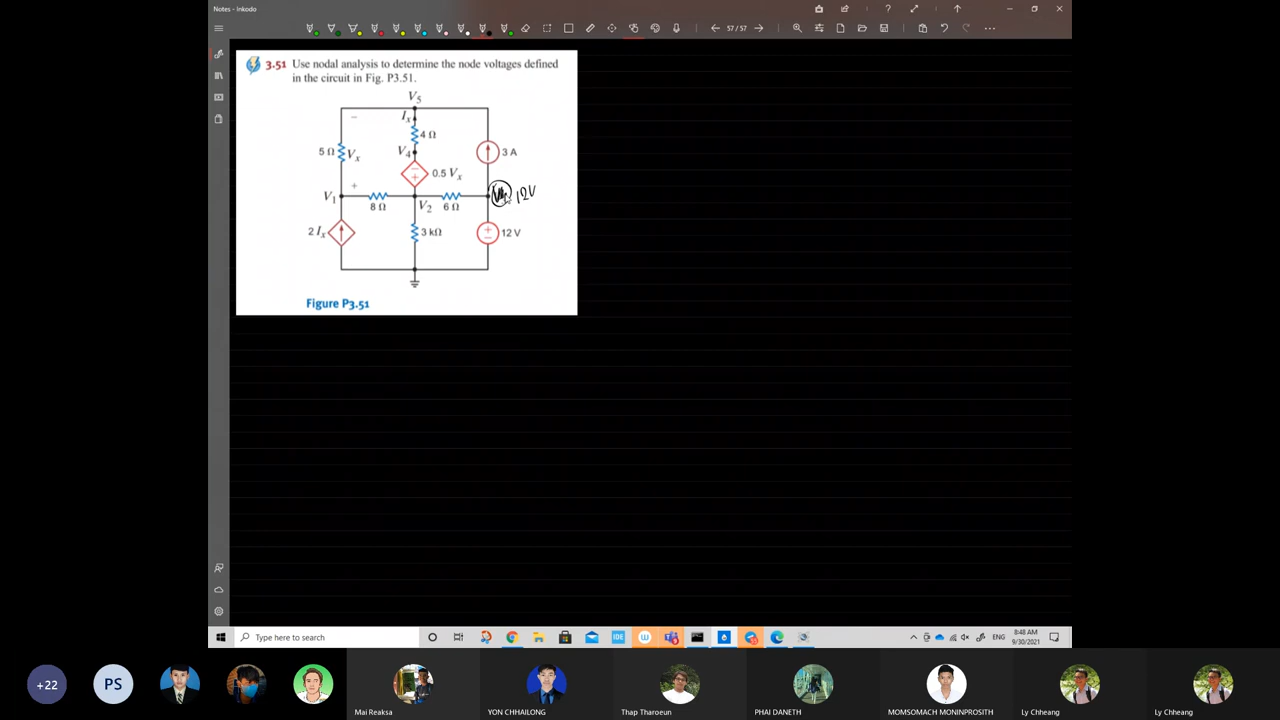 Notes - Inkodo
57 / 57
3.51 Use nodal analysis to determine the node voltages defined
in the circuit in Fig. P3.51.
V5
Ix
4 Ω
5 Ω
−
Vx
V4
3 A
−
+
0.5 Vx
V1
+
8 Ω
V2
6 Ω
12V
2 Ix
3 kΩ
+
−
12 V
Figure P3.51
Type here to search
IDE
ENG
8:48 AM
9/30/2021
+22
PS
Mai Reaksa
YON CHHAILONG
Thap Tharoeun
PHAI DANETH
MOMSOMACH MONINPROSITH
Ly Chheang
Ly Chheang